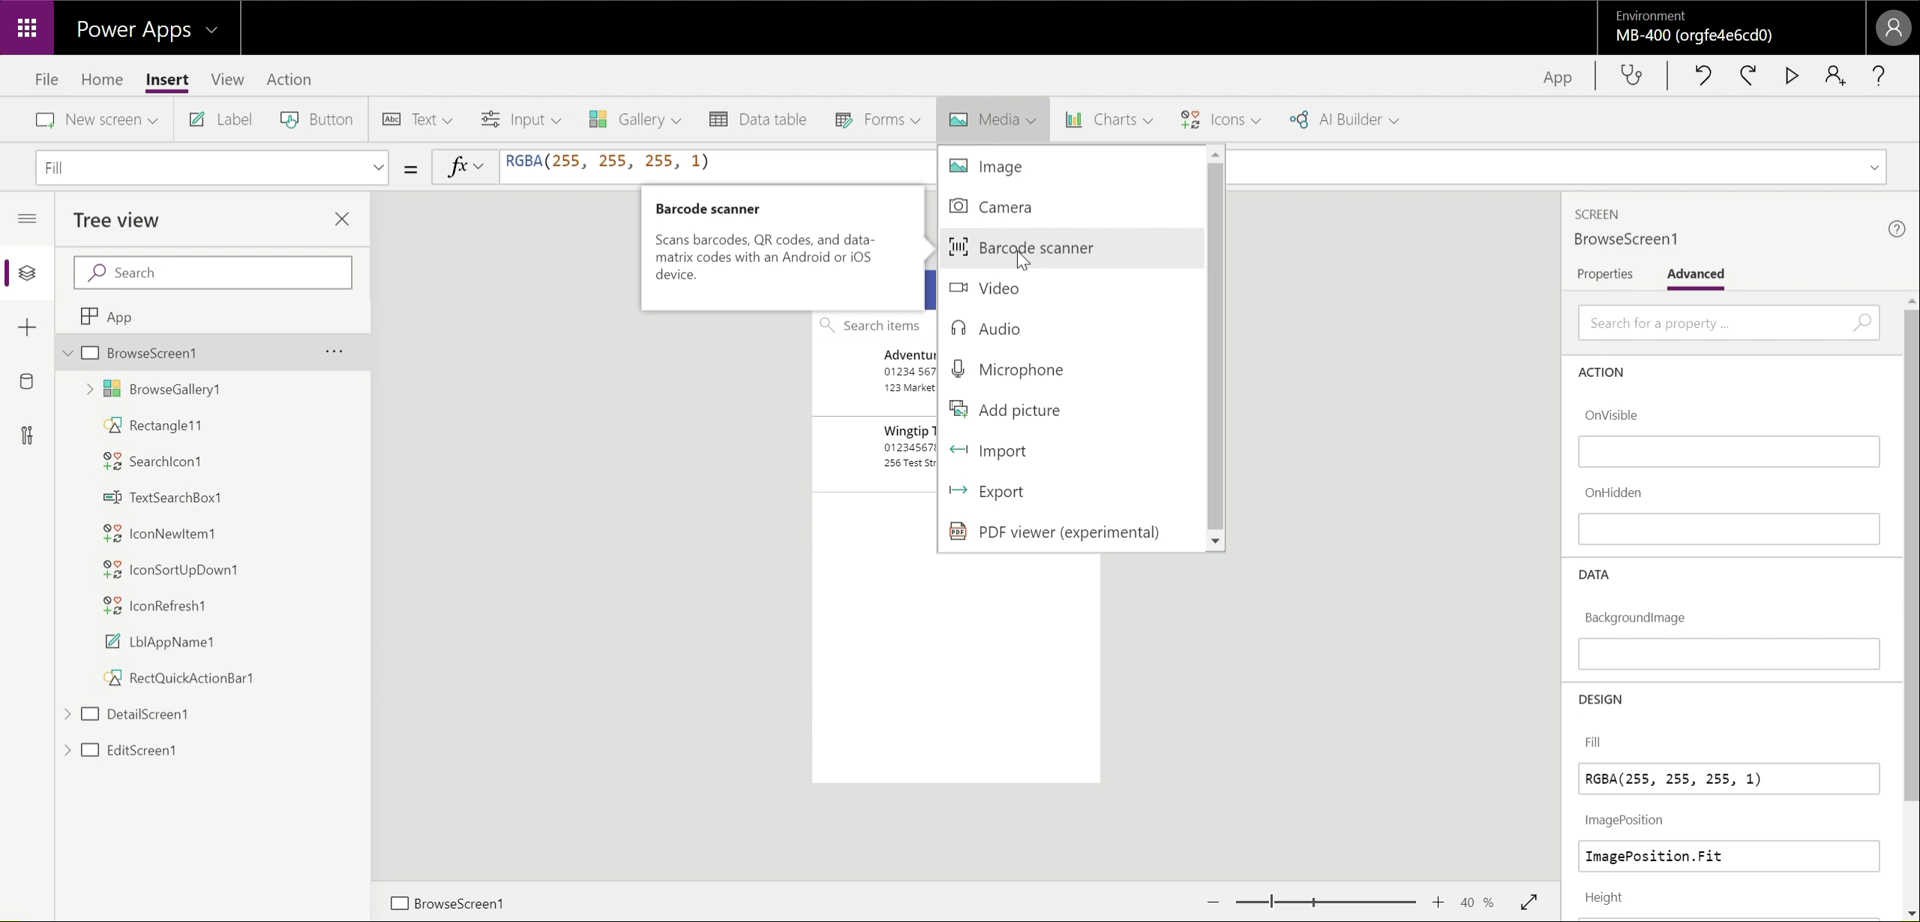 Power Apps
Environment
MB-400 (orgfe4e6cd0)
File Home Insert View Action
App
New screen Label Button Text Input Gallery Data table Forms Media Charts Icons AI Builder
Fill = fx RGBA(255, 255, 255, 1)
Tree view
Search
App
BrowseScreen1
BrowseGallery1
Rectangle11
SearchIcon1
TextSearchBox1
IconNewItem1
IconSortUpDown1
IconRefresh1
LblAppName1
RectQuickActionBar1
DetailScreen1
EditScreen1
Barcode scanner
Scans barcodes, QR codes, and data-
matrix codes with an Android or iOS
device.
Search items
Adventur
01234 567
123 Market
Wingtip T
01234567
256 Test Str
Image
Camera
Barcode scanner
Video
Audio
Microphone
Add picture
Import
Export
PDF viewer (experimental)
SCREEN
BrowseScreen1
Properties Advanced
Search for a property ...
ACTION
OnVisible
OnHidden
DATA
BackgroundImage
DESIGN
Fill
RGBA(255, 255, 255, 1)
ImagePosition
ImagePosition.Fit
Height
BrowseScreen1
40 %